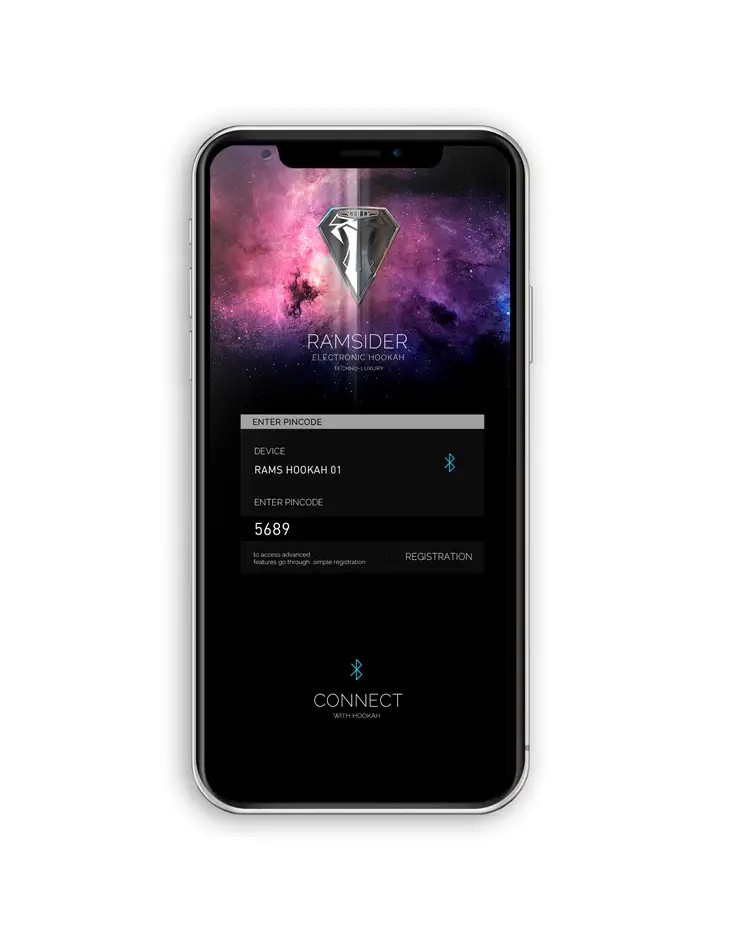 RAMSIDER
ELECTRONIC HOOKAH
TECHNO-LUXURY
ENTER PINCODE
DEVICE
RAMS HOOKAH 01
ENTER PINCODE
5689
to access advanced
features go through simple registration
REGISTRATION
CONNECT
WITH HOOKAH